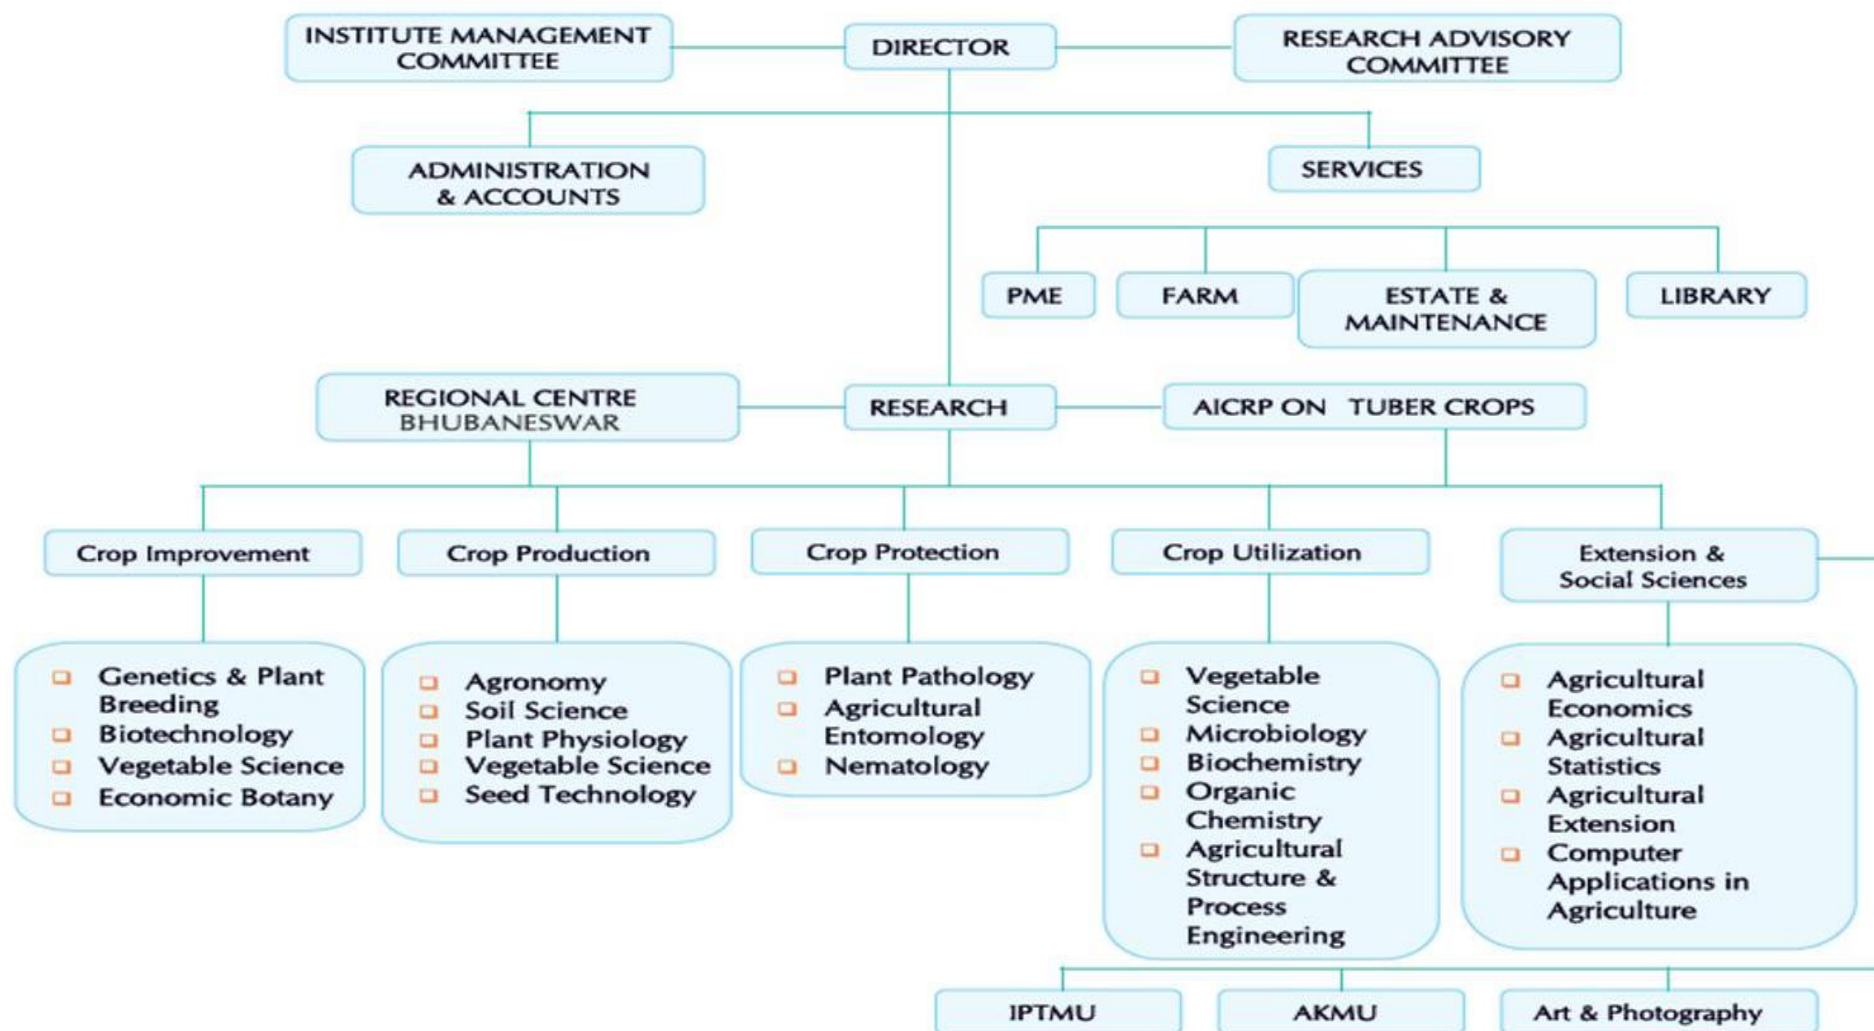 INSTITUTE MANAGEMENT
COMMITTEE
DIRECTOR
RESEARCH ADVISORY
COMMITTEE
ADMINISTRATION
& ACCOUNTS
SERVICES
PME
FARM
ESTATE &
MAINTENANCE
LIBRARY
REGIONAL CENTRE
BHUBANESWAR
RESEARCH
AICRP ON TUBER CROPS
Crop Improvement
Crop Production
Crop Protection
Crop Utilization
Extension &
Social Sciences
Genetics & Plant
Breeding
Biotechnology
Vegetable Science
Economic Botany
Agronomy
Soil Science
Plant Physiology
Vegetable Science
Seed Technology
Plant Pathology
Agricultural
Entomology
Nematology
Vegetable
Science
Microbiology
Biochemistry
Organic
Chemistry
Agricultural
Structure &
Process
Engineering
Agricultural
Economics
Agricultural
Statistics
Agricultural
Extension
Computer
Applications in
Agriculture
IPTMU
AKMU
Art & Photography